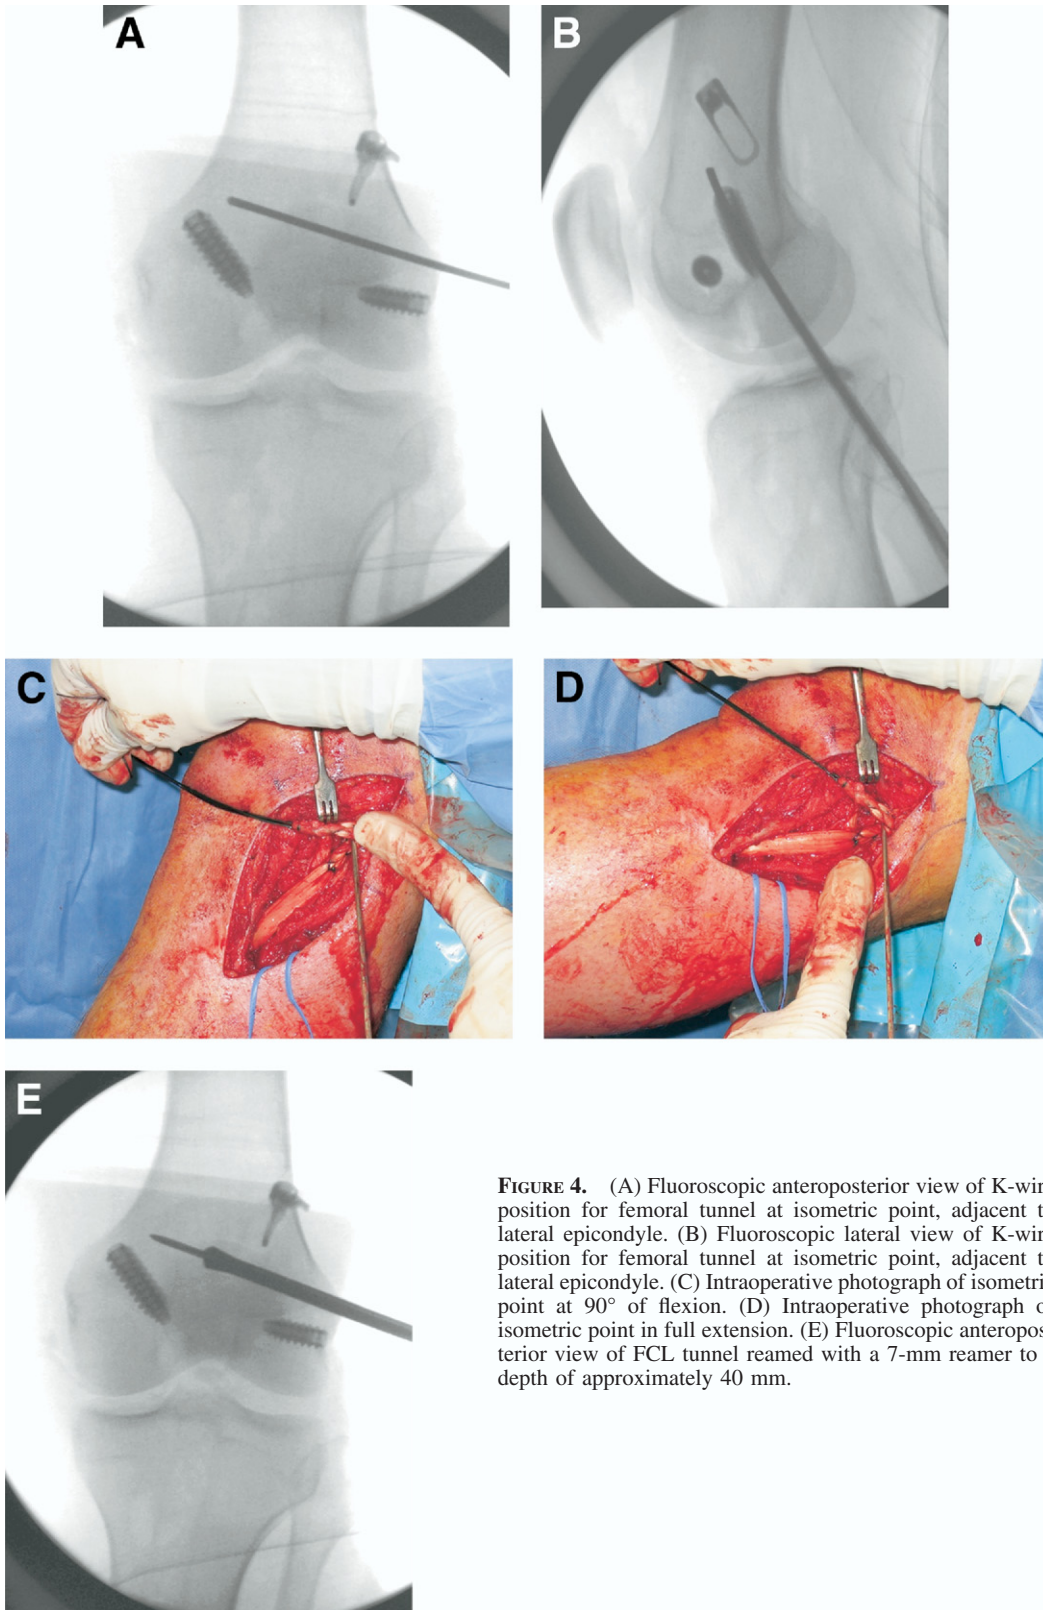 A
B
C
D
E
FIGURE 4. (A) Fluoroscopic anteroposterior view of K-wir
position for femoral tunnel at isometric point, adjacent t
lateral epicondyle. (B) Fluoroscopic lateral view of K-wir
position for femoral tunnel at isometric point, adjacent t
lateral epicondyle. (C) Intraoperative photograph of isometri
point at 90° of flexion. (D) Intraoperative photograph o
isometric point in full extension. (E) Fluoroscopic anteropos-
terior view of FCL tunnel reamed with a 7-mm reamer to
depth of approximately 40 mm.